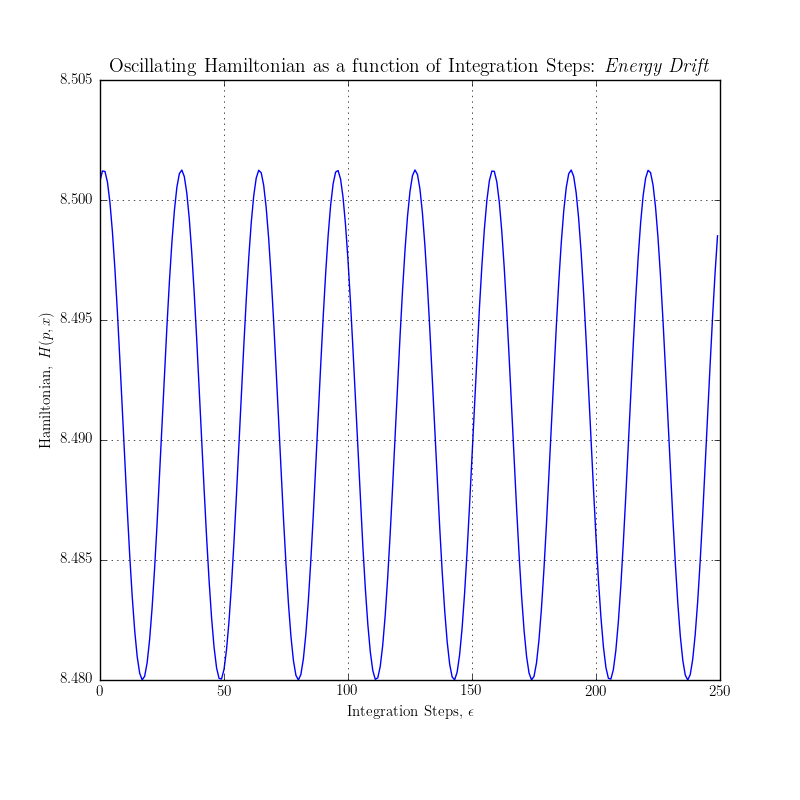 Oscillating Hamiltonian as a function of Integration Steps: Energy Drift
8.505
8.500
8.495
8.490
8.485
8.480
Hamiltonian, H(p, x)
0 50 100 150 200 250
Integration Steps, ϵ